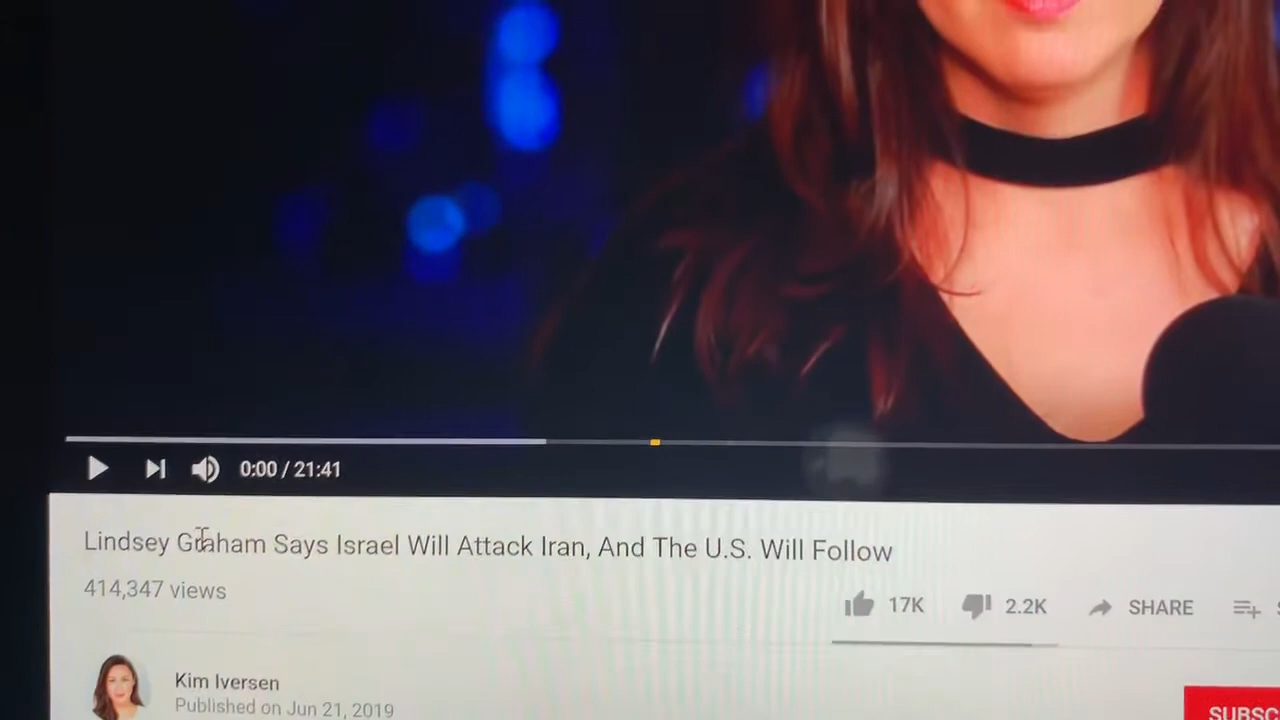 0:00 / 21:41
Lindsey Graham Says Israel Will Attack Iran, And The U.S. Will Follow
414,347 views
17K 2.2K SHARE
Kim Iversen
Published on Jun 21, 2019